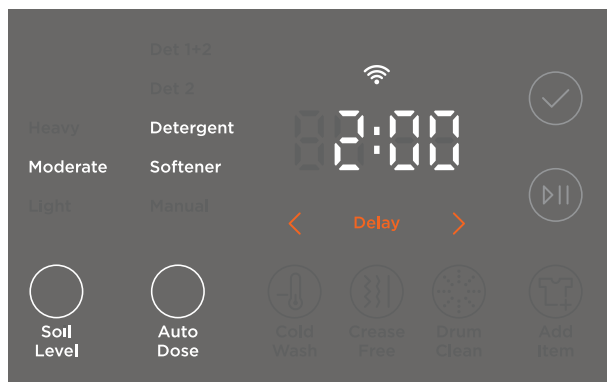 Det 1+2
Det 2
Heavy
Detergent
2:00
Moderate
Softener
Light
Manual
< Delay >
Soil
Level
Auto
Dose
Cold
Wash
Crease
Free
Drum
Clean
Add
Item